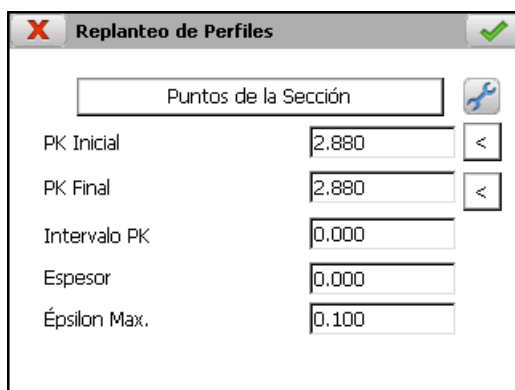 X Replanteo de Perfiles
Puntos de la Sección
PK Inicial 2.880 <
PK Final 2.880 <
Intervalo PK 0.000
Espesor 0.000
Épsilon Max. 0.100